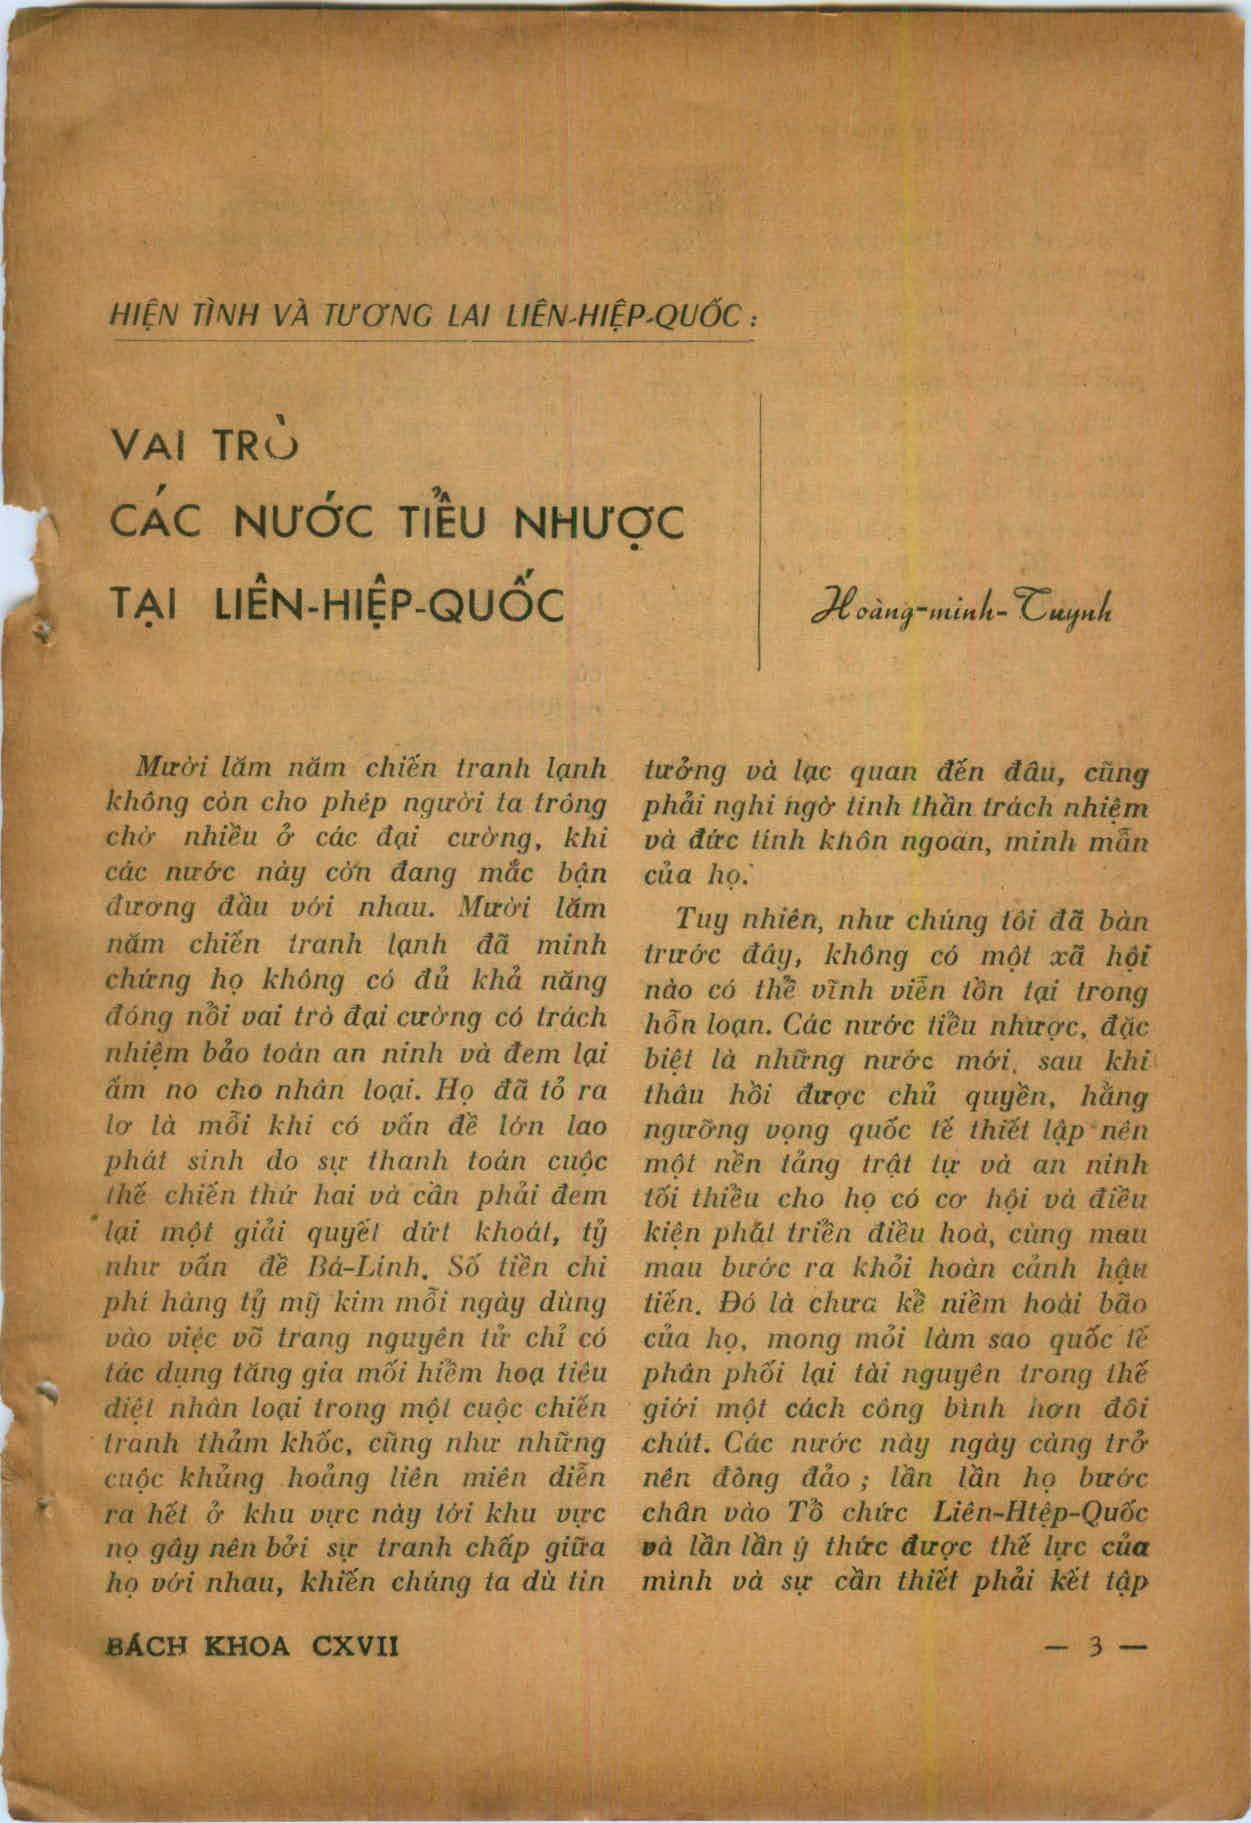 HIỆN TÌNH VÀ TƯƠNG LAI LIÊN-HIỆP-QUỐC :
VAI TRÒ
CÁC NƯỚC TIỂU NHƯỢC
TẠI LIÊN-HIỆP-QUỐC
Hoàng-minh-Tuynh
Mười lăm năm chiến tranh lạnh
không còn cho phép người ta trông
chờ nhiều ở các đại cường, khi
các nước này còn đang mắc bận
đương đầu với nhau. Mười lăm
năm chiến tranh lạnh đã minh
chứng họ không có đủ khả năng
đóng nổi vai trò đại cường có trách
nhiệm bảo toàn an ninh và đem lại
ấm no cho nhân loại. Họ đã tỏ ra
lơ là mỗi khi có vấn đề lớn lao
phát sinh do sự thanh toán cuộc
thế chiến thứ hai và cần phải đem
lại một giải quyết dứt khoát, tỷ
như vấn đề Bá-Linh. Số tiền chi
phí hàng tỷ mỹ kim mỗi ngày dùng
vào việc võ trang nguyên tử chỉ có
tác dụng tăng gia mối hiểm hoạ tiêu
diệt nhân loại trong một cuộc chiến
tranh thảm khốc, cũng như những
cuộc khủng hoảng liên miên diễn
ra hết ở khu vực này tới khu vực
nọ gây nên bởi sự tranh chấp giữa
họ với nhau, khiến chúng ta dù tin
tưởng và lạc quan đến đâu, cũng
phải nghi ngờ tinh thần trách nhiệm
và đức tính khôn ngoan, minh mẫn
của họ.
Tuy nhiên, như chúng tôi đã bàn
trước đây, không có một xã hội
nào có thể vĩnh viễn tồn tại trong
hỗn loạn. Các nước tiểu nhược, đặc
biệt là những nước mới, sau khi
thâu hồi được chủ quyền, hằng
ngưỡng vọng quốc tế thiết lập nên
một nền tảng trật tự và an ninh
tối thiểu cho họ có cơ hội và điều
kiện phát triển điều hoà, cùng mau
mau bước ra khỏi hoàn cảnh hậu
tiến. Đó là chưa kể niềm hoài bão
của họ, mong mỏi làm sao quốc tế
phân phối lại tài nguyên trong thế
giới một cách công bình hơn đôi
chút. Các nước này ngày càng trở
nên đông đảo ; lần lần họ bước
chân vào Tổ chức Liên-Htệp-Quốc
và lần lần ý thức được thế lực của
mình và sự cần thiết phải kết tập
BÁCH KHOA CXVII
— 3 —